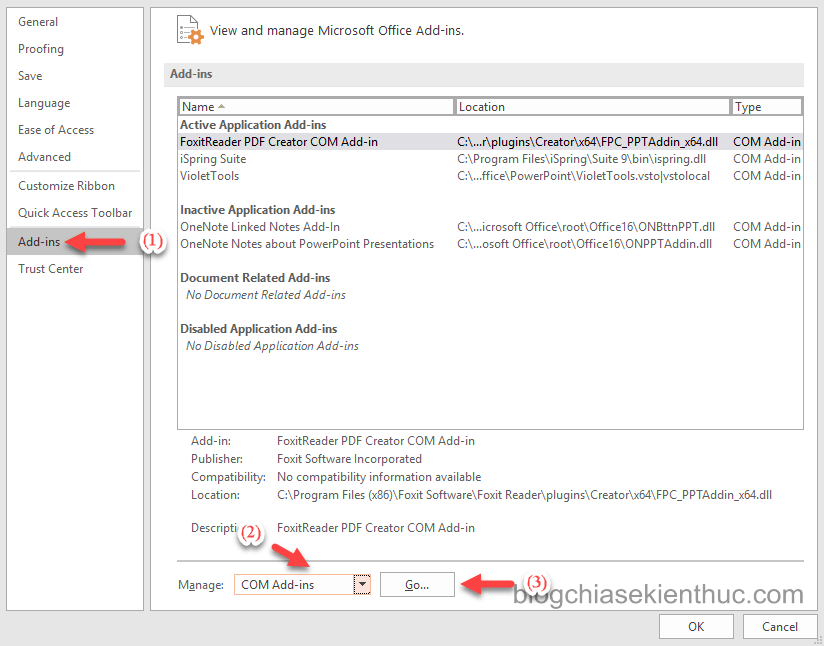 General
Proofing
Save
Language
Ease of Access
Advanced
Customize Ribbon
Quick Access Toolbar
Add-ins
(1)
Trust Center
View and manage Microsoft Office Add-ins.
Add-ins
Name Location Type
Active Application Add-ins
FoxitReader PDF Creator COM Add-in C:\...r\plugins\Creator\x64\FPC_PPTAddin_x64.dll COM Add-in
iSpring Suite C:\Program Files\iSpring\Suite 9\bin\ispring.dll COM Add-in
VioletTools C:\...ffice\PowerPoint\VioletTools.vsto|vstolocal COM Add-in
Inactive Application Add-ins
OneNote Linked Notes Add-In C:\...icrosoft Office\root\Office16\ONBttnPPT.dll COM Add-in
OneNote Notes about PowerPoint Presentations C:\...osoft Office\root\Office16\ONPPTAddin.dll COM Add-in
Document Related Add-ins
No Document Related Add-ins
Disabled Application Add-ins
No Disabled Application Add-ins
Add-in: FoxitReader PDF Creator COM Add-in
Publisher: Foxit Software Incorporated
Compatibility: No compatibility information available
Location: C:\Program Files (x86)\Foxit Software\Foxit Reader\plugins\Creator\x64\FPC_PPTAddin_x64.dll
Descripti FoxitReader PDF Creator COM Add-in
(2)
Manage: COM Add-ins Go...
(3)
blogchiasekienthuc.com
OK Cancel